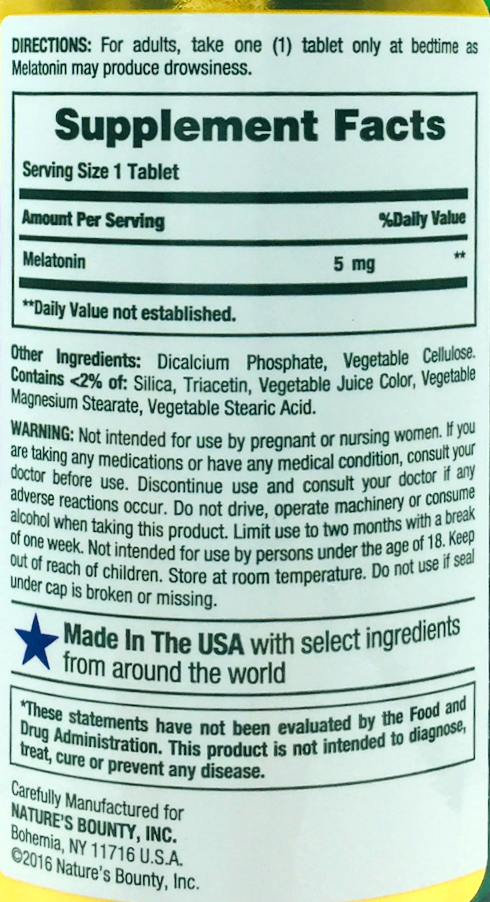 DIRECTIONS: For adults, take one (1) tablet only at bedtime as
Melatonin may produce drowsiness.
Supplement Facts
Serving Size 1 Tablet
Amount Per Serving %Daily Value
Melatonin 5 mg **
**Daily Value not established.
Other Ingredients: Dicalcium Phosphate, Vegetable Cellulose.
Contains <2% of: Silica, Triacetin, Vegetable Juice Color, Vegetable
Magnesium Stearate, Vegetable Stearic Acid.
WARNING: Not intended for use by pregnant or nursing women. If you
are taking any medications or have any medical condition, consult your
doctor before use. Discontinue use and consult your doctor if any
adverse reactions occur. Do not drive, operate machinery or consume
alcohol when taking this product. Limit use to two months with a break
of one week. Not intended for use by persons under the age of 18. Keep
out of reach of children. Store at room temperature. Do not use if seal
under cap is broken or missing.
Made In The USA with select ingredients
from around the world
*These statements have not been evaluated by the Food and
Drug Administration. This product is not intended to diagnose,
treat, cure or prevent any disease.
Carefully Manufactured for
NATURE'S BOUNTY, INC.
Bohemia, NY 11716 U.S.A.
©2016 Nature's Bounty, Inc.